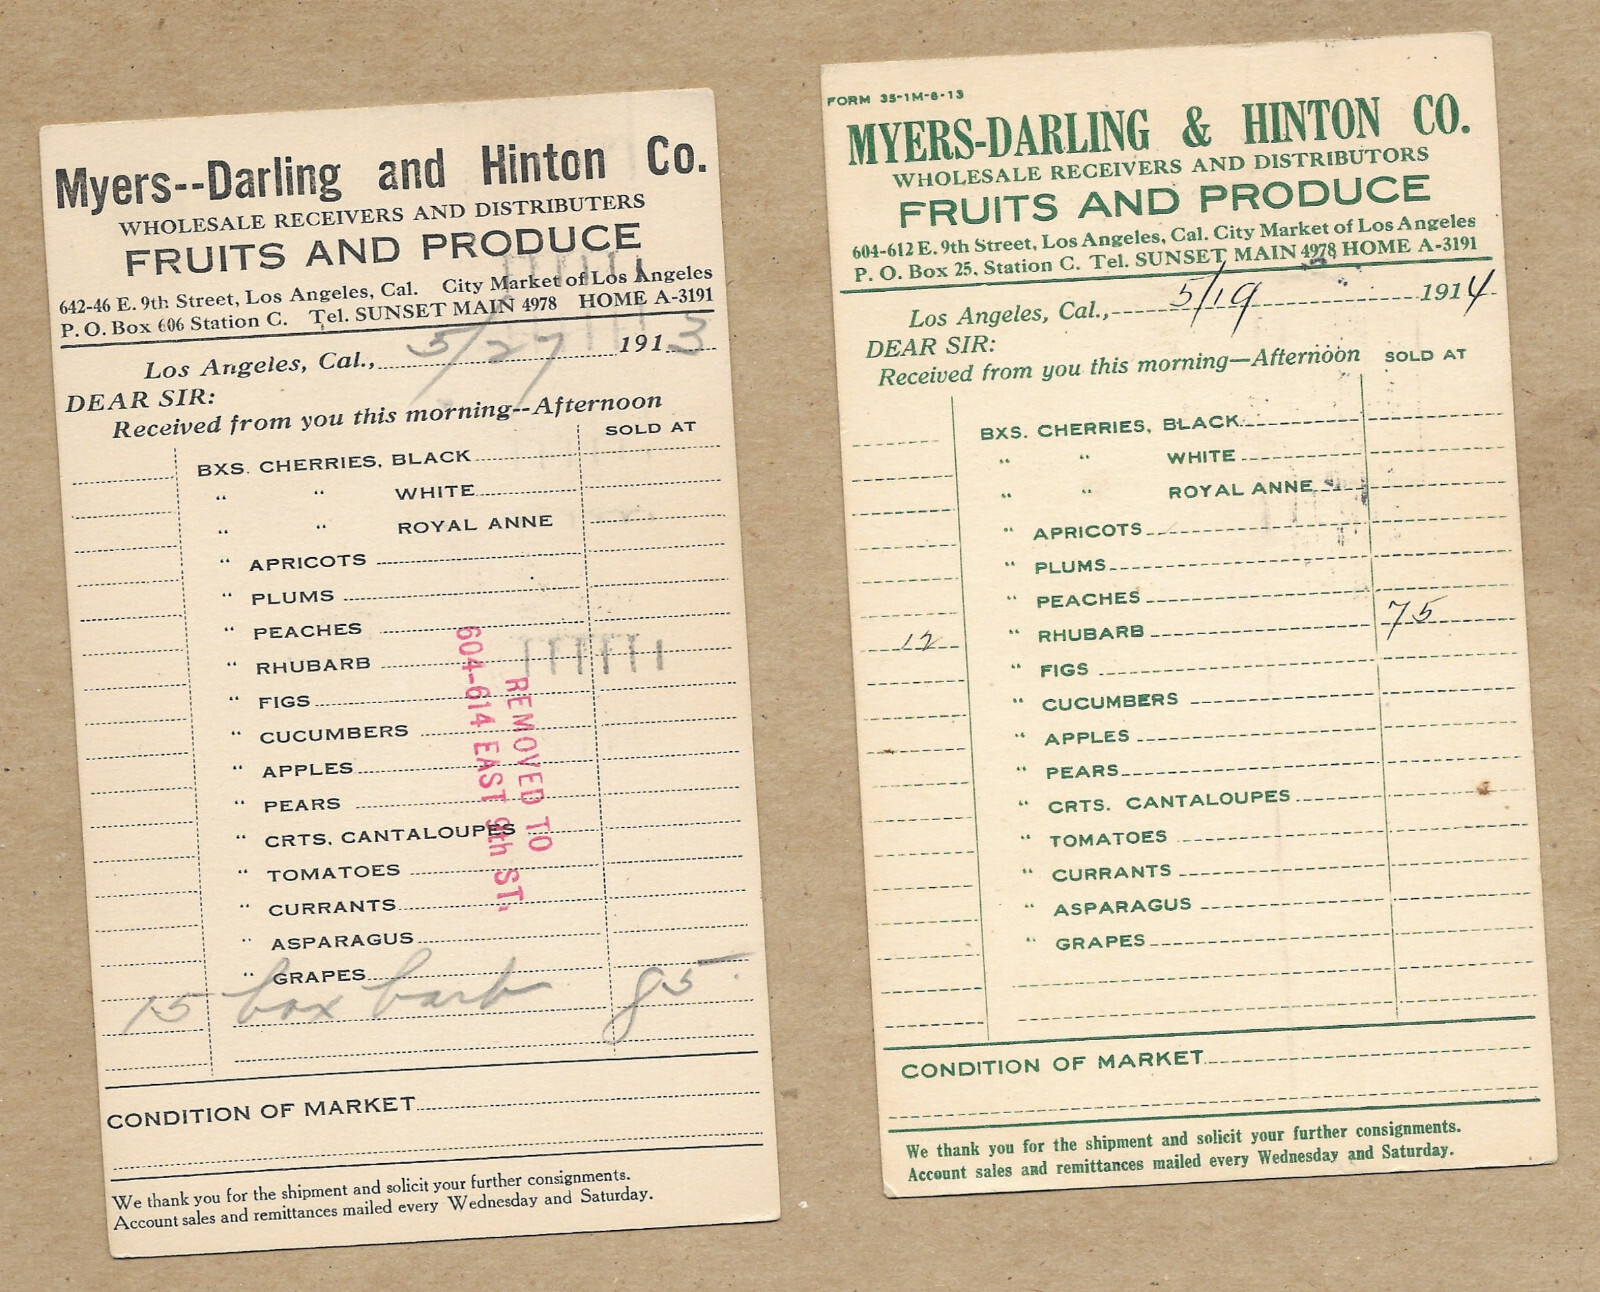 Myers--Darling and Hinton Co.
WHOLESALE RECEIVERS AND DISTRIBUTERS
FRUITS AND PRODUCE
642-46 E. 9th Street, Los Angeles, Cal. City Market of Los Angeles
P. O. Box 606 Station C. Tel. SUNSET MAIN 4978 HOME A-3191
Los Angeles, Cal., 5/27 1913
DEAR SIR:
Received from you this morning--Afternoon
SOLD AT
BXS. CHERRIES, BLACK
" " WHITE
" " ROYAL ANNE
" APRICOTS
" PLUMS
" PEACHES
" RHUBARB
" FIGS
" CUCUMBERS
" APPLES
" PEARS
" CRTS. CANTALOUPES
" TOMATOES
" CURRANTS
" ASPARAGUS
" GRAPES
15 box barb 85
REMOVED TO
604-614 EAST 9th ST.
CONDITION OF MARKET
We thank you for the shipment and solicit your further consignments.
Account sales and remittances mailed every Wednesday and Saturday.
FORM 35-1M-6-13
MYERS-DARLING & HINTON CO.
WHOLESALE RECEIVERS AND DISTRIBUTORS
FRUITS AND PRODUCE
604-612 E. 9th Street, Los Angeles, Cal. City Market of Los Angeles
P. O. Box 25, Station C. Tel. SUNSET MAIN 4978 HOME A-3191
Los Angeles, Cal., 5/19 1914
DEAR SIR:
Received from you this morning—Afternoon SOLD AT
BXS. CHERRIES, BLACK
" " WHITE
" " ROYAL ANNE
" APRICOTS
" PLUMS
" PEACHES
12 " RHUBARB 75
" FIGS
" CUCUMBERS
" APPLES
" PEARS
" CRTS. CANTALOUPES
" TOMATOES
" CURRANTS
" ASPARAGUS
" GRAPES
CONDITION OF MARKET
We thank you for the shipment and solicit your further consignments.
Account sales and remittances mailed every Wednesday and Saturday.